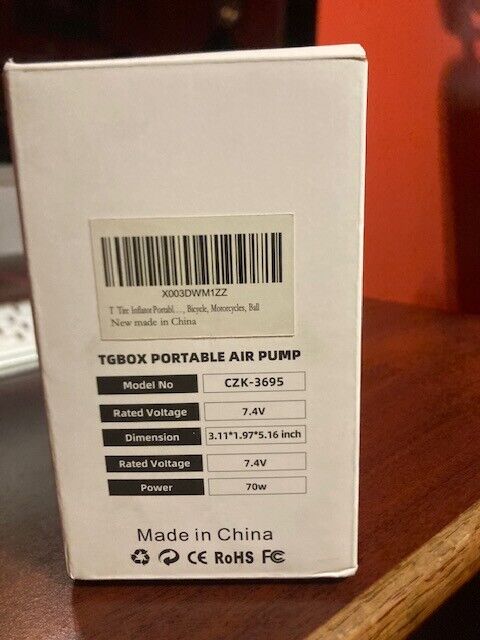 X003DWM1ZZ
T Tire Inflator Portabl..., Bicycle, Motorcycles, Ball
New made in China
TGBOX PORTABLE AIR PUMP
Model No CZK-3695
Rated Voltage 7.4V
Dimension 3.11*1.97*5.16 inch
Rated Voltage 7.4V
Power 70w
Made in China
CE RoHS FC